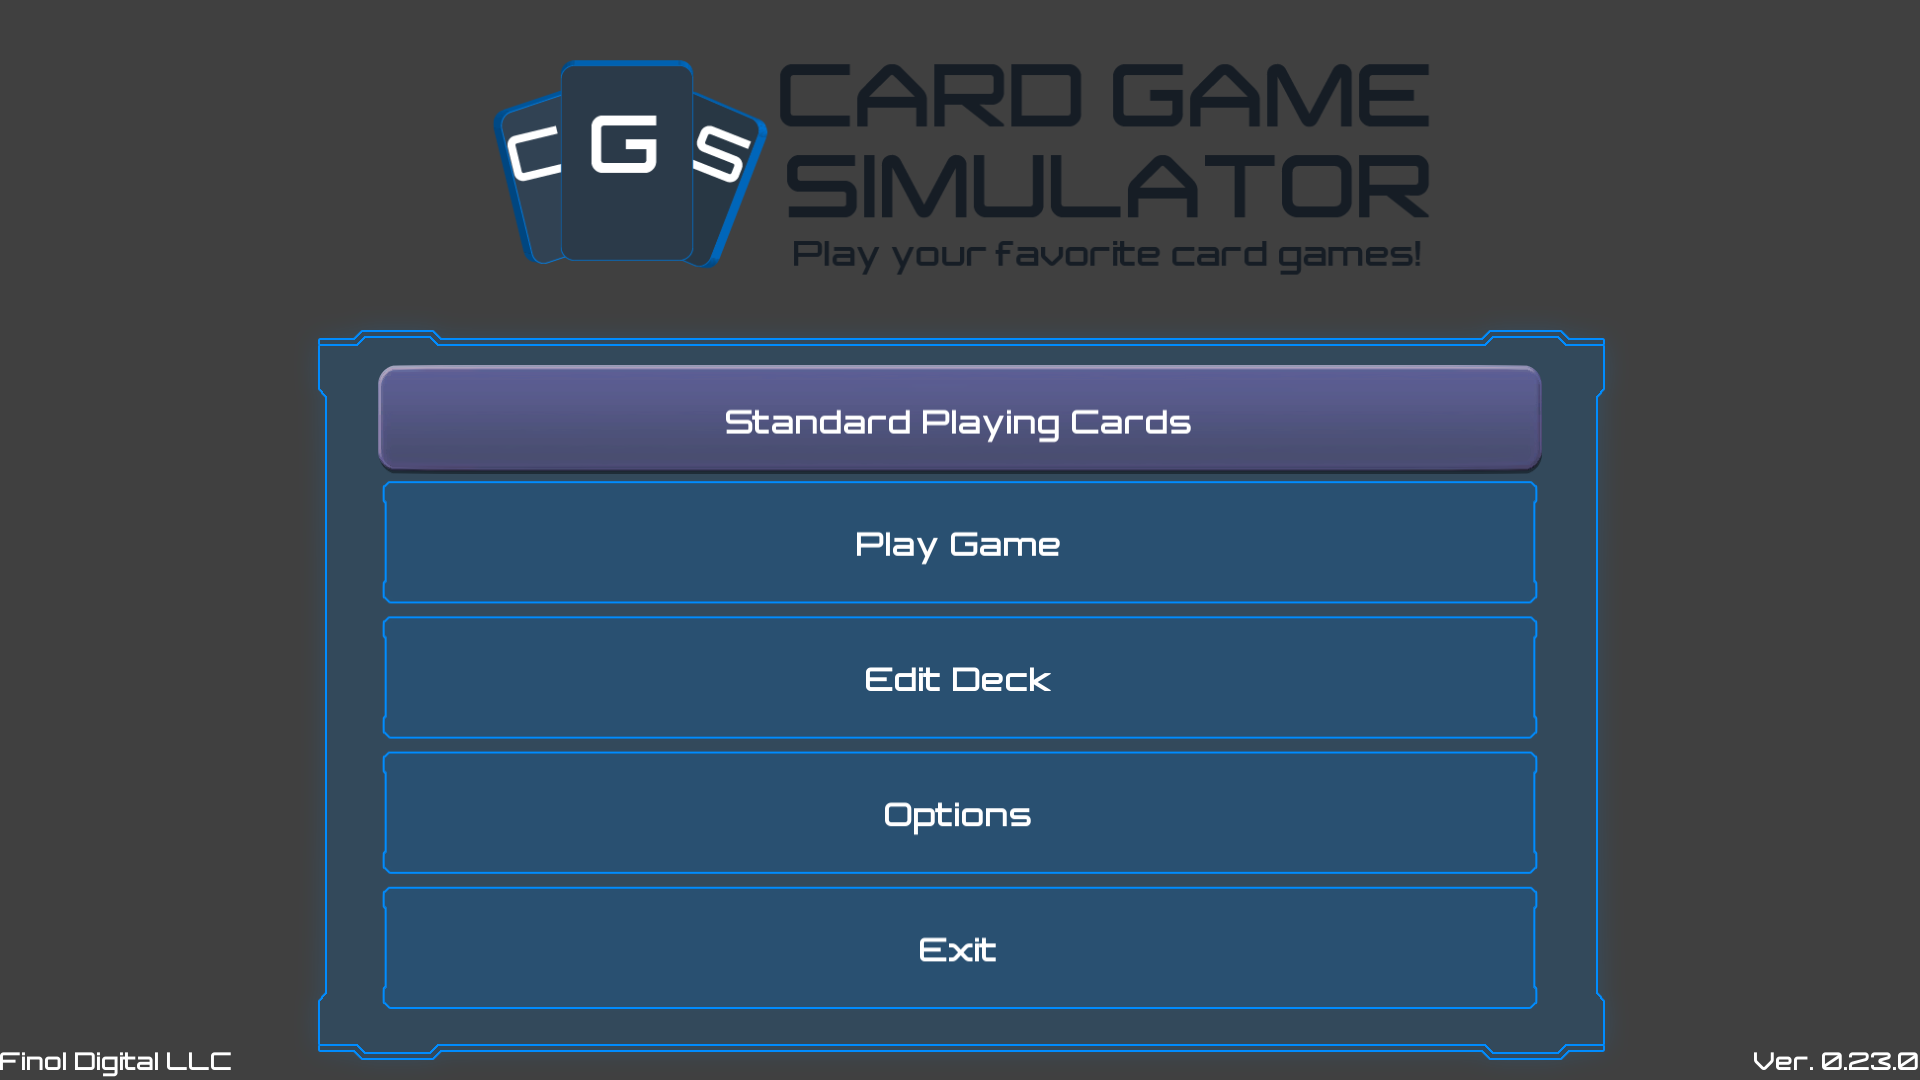 CGS
CARD GAME
SIMULATOR
Play your favorite card games!
Standard Playing Cards
Play Game
Edit Deck
Options
Exit
Finol Digital LLC
Ver. 0.23.0